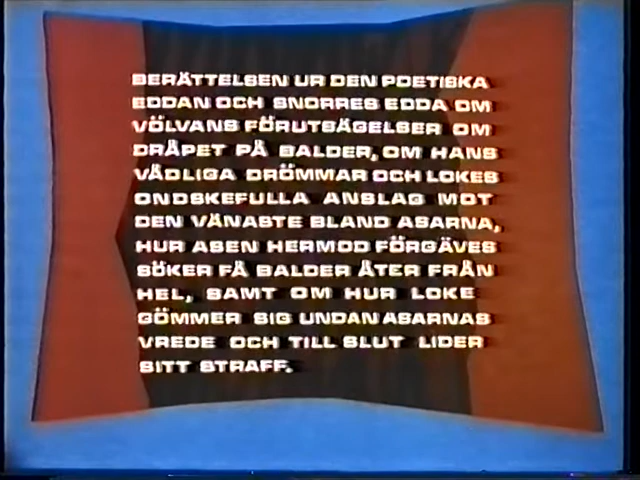 BERÄTTELSEN UR DEN POETISKA
EDDAN OCH SNORRES EDDA OM
VÖLVANS FÖRUTSÄGELSER OM
DRÅPET PÅ BALDER, OM HANS
VÅDLIGA DRÖMMAR OCH LOKES
ONDSKEFULLA ANSLAG MOT
DEN VÄNASTE BLAND ASARNA,
HUR ASEN HERMOD FÖRGÄVES
SÖKER FÅ BALDER ÅTER FRÅN
HEL, SAMT OM HUR LOKE
GÖMMER SIG UNDAN ASARNAS
VREDE OCH TILL SLUT LIDER
SITT STRAFF.